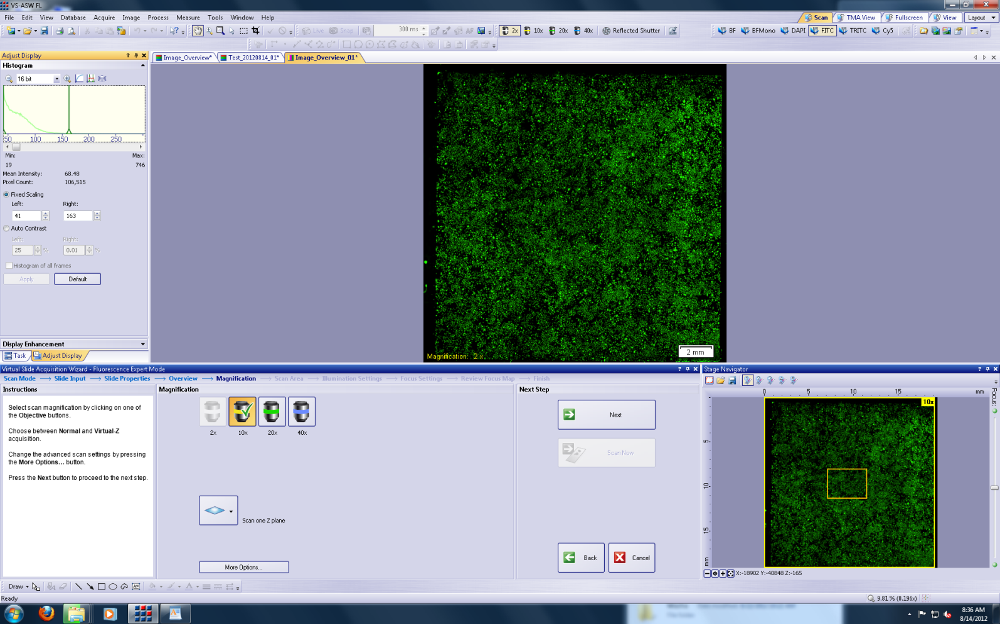 VS-ASW FL
File Edit View Database Acquire Image Process Measure Tools Window Help
Scan TMA View Fullscreen View Layout
Live Snap 300 ms AF 2x 10x 20x 40x Reflected Shutter BF BFMono DAPI FITC TRITC Cy5
Adjust Display
Image_Overview* Test_20120814_01* Image_Overview_01*
Histogram
16 bit
50 100 150 200 250
Min: Max:
19 746
Mean Intensity: 68.48
Pixel Count: 106,515
Fixed Scaling
Left: Right:
41 163
Auto Contrast
Left: Right:
25 % 0.01 %
Histogram of all frames
Apply Default
Display Enhancement
Task Adjust Display
Magnification: 2 x
2 mm
Virtual Slide Acquisition Wizard - Fluorescence Expert Mode
Scan Mode Slide Input Slide Properties Overview Magnification Scan Area Illumination Settings Focus Settings Review Focus Map Finish
Instructions
Select scan magnification by clicking on one of
the Objective buttons.
Choose between Normal and Virtual-Z
acquisition.
Change the advanced scan settings by pressing
the More Options... button.
Press the Next button to proceed to the next step.
Magnification
2x 10x 20x 40x
Scan one Z plane
More Options...
Next Step
Next
Scan Now
Back Cancel
Stage Navigator
0 5 10 15 mm
Focus:
10x
5
10
15
mm
X:-18902 Y:-40848 Z:-165
Draw
Ready
9.81 % (0.196x)
8:36 AM
8/14/2012